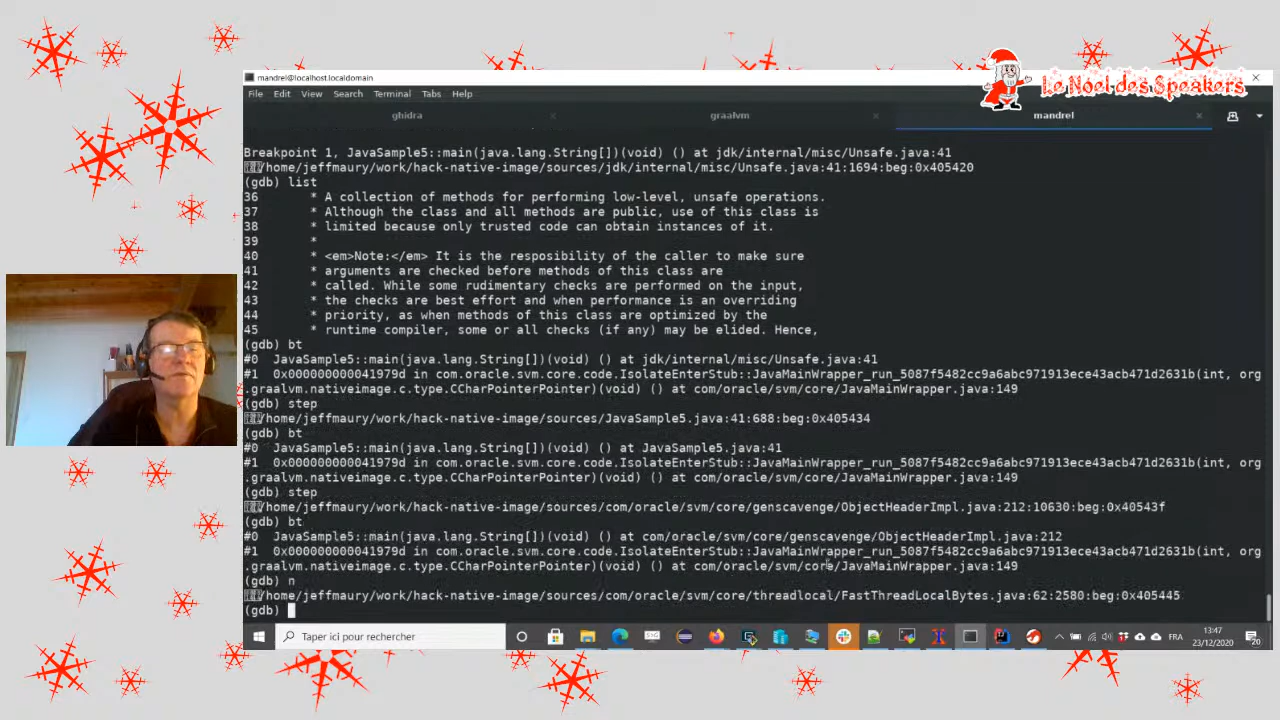 Le Noel des Speakers
mandrel@localhost.localdomain
File Edit View Search Terminal Tabs Help
ghidra graalvm mandrel
Breakpoint 1, JavaSample5::main(java.lang.String[])(void) () at jdk/internal/misc/Unsafe.java:41
/home/jeffmaury/work/hack-native-image/sources/jdk/internal/misc/Unsafe.java:41:1694:beg:0x405420
(gdb) list
36 * A collection of methods for performing low-level, unsafe operations.
37 * Although the class and all methods are public, use of this class is
38 * limited because only trusted code can obtain instances of it.
39 *
40 * <em>Note:</em> It is the resposibility of the caller to make sure
41 * arguments are checked before methods of this class are
42 * called. While some rudimentary checks are performed on the input,
43 * the checks are best effort and when performance is an overriding
44 * priority, as when methods of this class are optimized by the
45 * runtime compiler, some or all checks (if any) may be elided. Hence,
(gdb) bt
#0 JavaSample5::main(java.lang.String[])(void) () at jdk/internal/misc/Unsafe.java:41
#1 0x000000000041979d in com.oracle.svm.core.code.IsolateEnterStub::JavaMainWrapper_run_5087f5482cc9a6abc971913ece43acb471d2631b(int, org
.graalvm.nativeimage.c.type.CCharPointerPointer)(void) () at com/oracle/svm/core/JavaMainWrapper.java:149
(gdb) step
/home/jeffmaury/work/hack-native-image/sources/JavaSample5.java:41:688:beg:0x405434
(gdb) bt
#0 JavaSample5::main(java.lang.String[])(void) () at JavaSample5.java:41
#1 0x000000000041979d in com.oracle.svm.core.code.IsolateEnterStub::JavaMainWrapper_run_5087f5482cc9a6abc971913ece43acb471d2631b(int, org
.graalvm.nativeimage.c.type.CCharPointerPointer)(void) () at com/oracle/svm/core/JavaMainWrapper.java:149
(gdb) step
/home/jeffmaury/work/hack-native-image/sources/com/oracle/svm/core/genscavenge/ObjectHeaderImpl.java:212:10630:beg:0x40543f
(gdb) bt
#0 JavaSample5::main(java.lang.String[])(void) () at com/oracle/svm/core/genscavenge/ObjectHeaderImpl.java:212
#1 0x000000000041979d in com.oracle.svm.core.code.IsolateEnterStub::JavaMainWrapper_run_5087f5482cc9a6abc971913ece43acb471d2631b(int, org
.graalvm.nativeimage.c.type.CCharPointerPointer)(void) () at com/oracle/svm/core/JavaMainWrapper.java:149
(gdb) n
/home/jeffmaury/work/hack-native-image/sources/com/oracle/svm/core/threadlocal/FastThreadLocalBytes.java:62:2580:beg:0x405445
(gdb)
Taper ici pour rechercher
FRA
13:47
23/12/2020
20